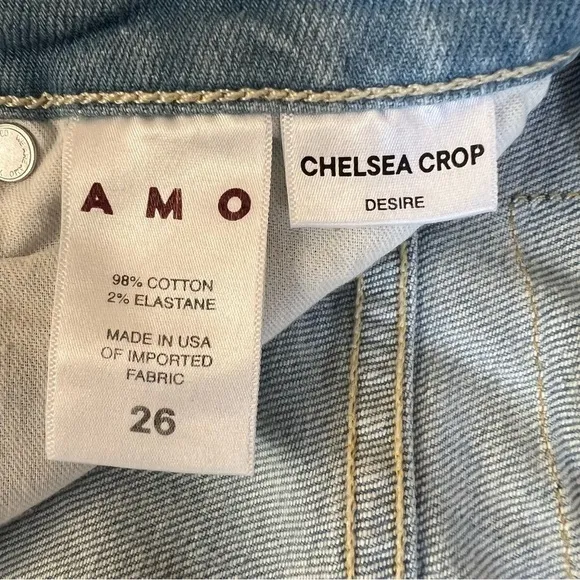 AMO
98% COTTON
2% ELASTANE
MADE IN USA
OF IMPORTED
FABRIC
26
CHELSEA CROP
DESIRE